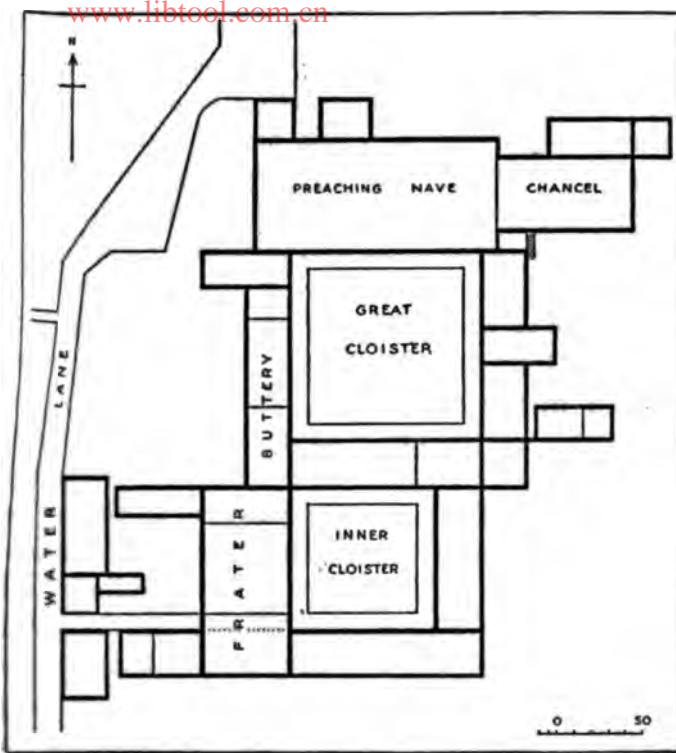 www.libtool.com.cn
N
PREACHING NAVE
CHANCEL
GREAT
CLOISTER
BUTTERY
WATER LANE
INNER
CLOISTER
FRATER
0 50